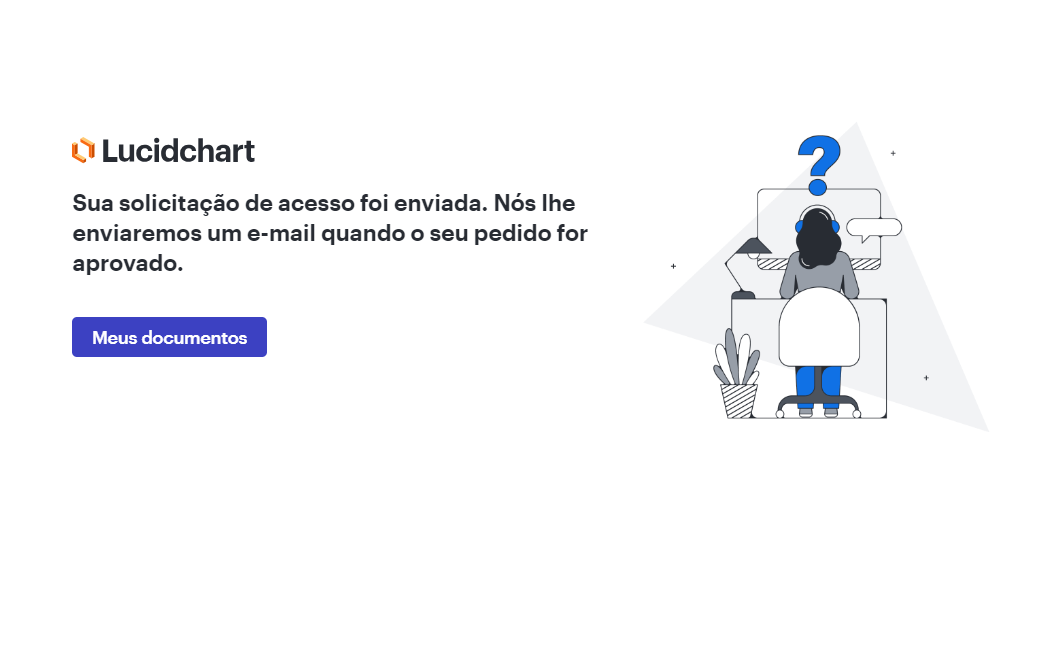 Lucidchart
Sua solicitação de acesso foi enviada. Nós lhe
enviaremos um e-mail quando o seu pedido for
aprovado.
Meus documentos
?